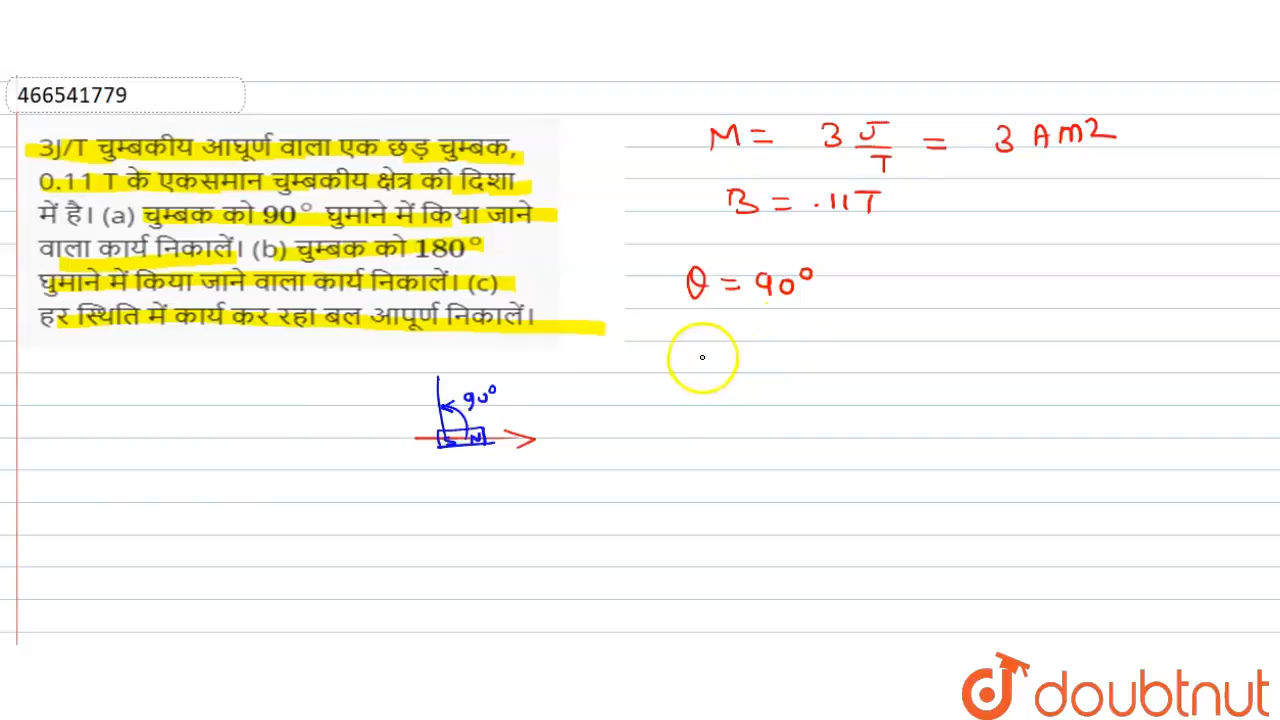 466541779
3J/T चुम्बकीय आघूर्ण वाला एक छड़ चुम्बक,
0.11 T के एकसमान चुम्बकीय क्षेत्र की दिशा
में है। (a) चुम्बक को 90° घुमाने में किया जाने
वाला कार्य निकालें। (b) चुम्बक को 180°
घुमाने में किया जाने वाला कार्य निकालें। (c)
हर स्थिति में कार्य कर रहा बल आपूर्ण निकालें।
M = 3 J/T = 3 Am2
B = .11T
θ = 90°
90°
S N
doubtnut